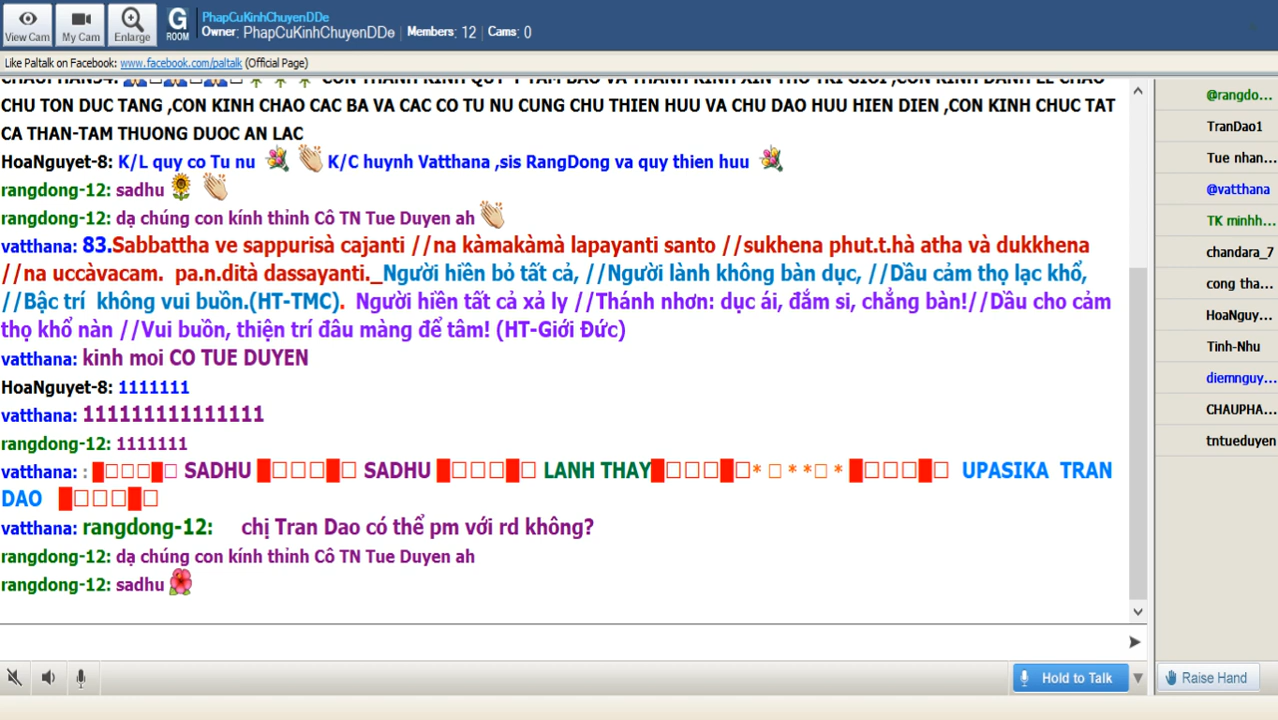 View Cam
My Cam
Enlarge
G
ROOM
PhapCuKinhChuyenDDe
Owner: PhapCuKinhChuyenDDe | Members: 12 | Cams: 0
Like Paltalk on Facebook: www.facebook.com/paltalk (Official Page)
CHU TON DUC TANG ,CON KINH CHAO CAC BA VA CAC CO TU NU CUNG CHU THIEN HUU VA CHU DAO HUU HIEN DIEN ,CON KINH CHUC TAT
CA THAN-TAM THUONG DUOC AN LAC
HoaNguyet-8: K/L quy co Tu nu K/C huynh Vatthana ,sis RangDong va quy thien huu
rangdong-12: sadhu
rangdong-12: dạ chúng con kính thỉnh Cô TN Tue Duyen ah
vatthana: 83.Sabbattha ve sappurisà cajanti //na kàmakàmà lapayanti santo //sukhena phut.t.hà atha và dukkhena
//na uccàvacam. pa.n.dità dassayanti._Người hiền bỏ tất cả, //Người lành không bàn dục, //Dầu cảm thọ lạc khổ,
//Bậc trí không vui buồn.(HT-TMC). Người hiền tất cả xả ly //Thánh nhơn: dục ái, đắm si, chẳng bàn!//Dầu cho cảm
thọ khổ nàn //Vui buồn, thiện trí đâu màng để tâm! (HT-Giới Đức)
vatthana: kinh moi CO TUE DUYEN
HoaNguyet-8: 1111111
vatthana: 111111111111111
rangdong-12: 1111111
vatthana: : SADHU SADHU LANH THAY * * * * UPASIKA TRAN
DAO
vatthana: rangdong-12: chị Tran Dao có thể pm với rd không?
rangdong-12: dạ chúng con kính thỉnh Cô TN Tue Duyen ah
rangdong-12: sadhu
@rangdo...
TranDao1
Tue nhan...
@vatthana
TK minhh...
chandara_7
cong tha...
HoaNguy...
Tinh-Nhu
diemnguy...
CHAUPHA...
tntueduyen
Hold to Talk
Raise Hand